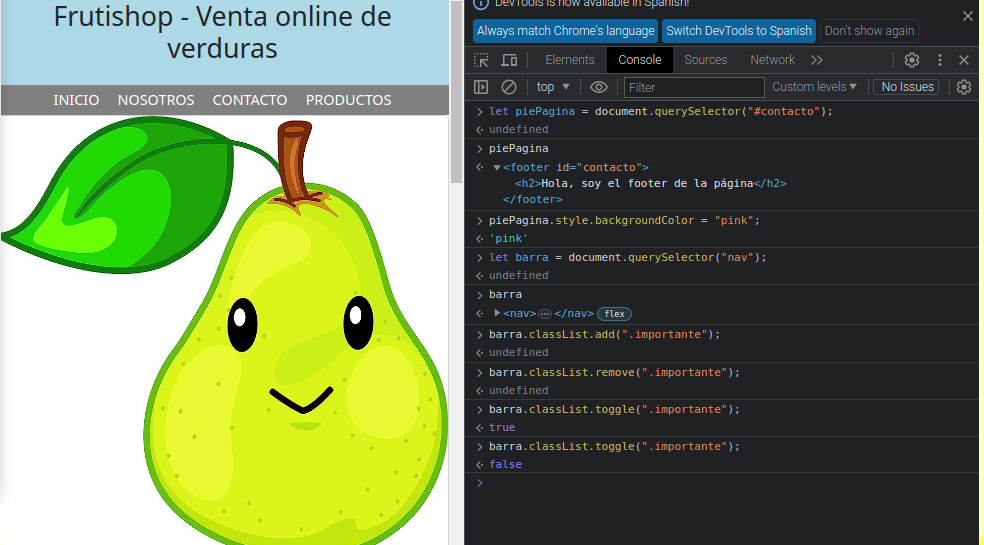 Frutishop - Venta online de
verduras
INICIO NOSOTROS CONTACTO PRODUCTOS
DevTools is now available in Spanish!
Always match Chrome's language Switch DevTools to Spanish Don't show again
Elements Console Sources Network
top Filter Custom levels No Issues
let piePagina = document.querySelector("#contacto");
undefined
piePagina
<footer id="contacto">
<h2>Hola, soy el footer de la página</h2>
</footer>
piePagina.style.backgroundColor = "pink";
'pink'
let barra = document.querySelector("nav");
undefined
barra
<nav>⋯</nav> flex
barra.classList.add(".importante");
undefined
barra.classList.remove(".importante");
undefined
barra.classList.toggle(".importante");
true
barra.classList.toggle(".importante");
false